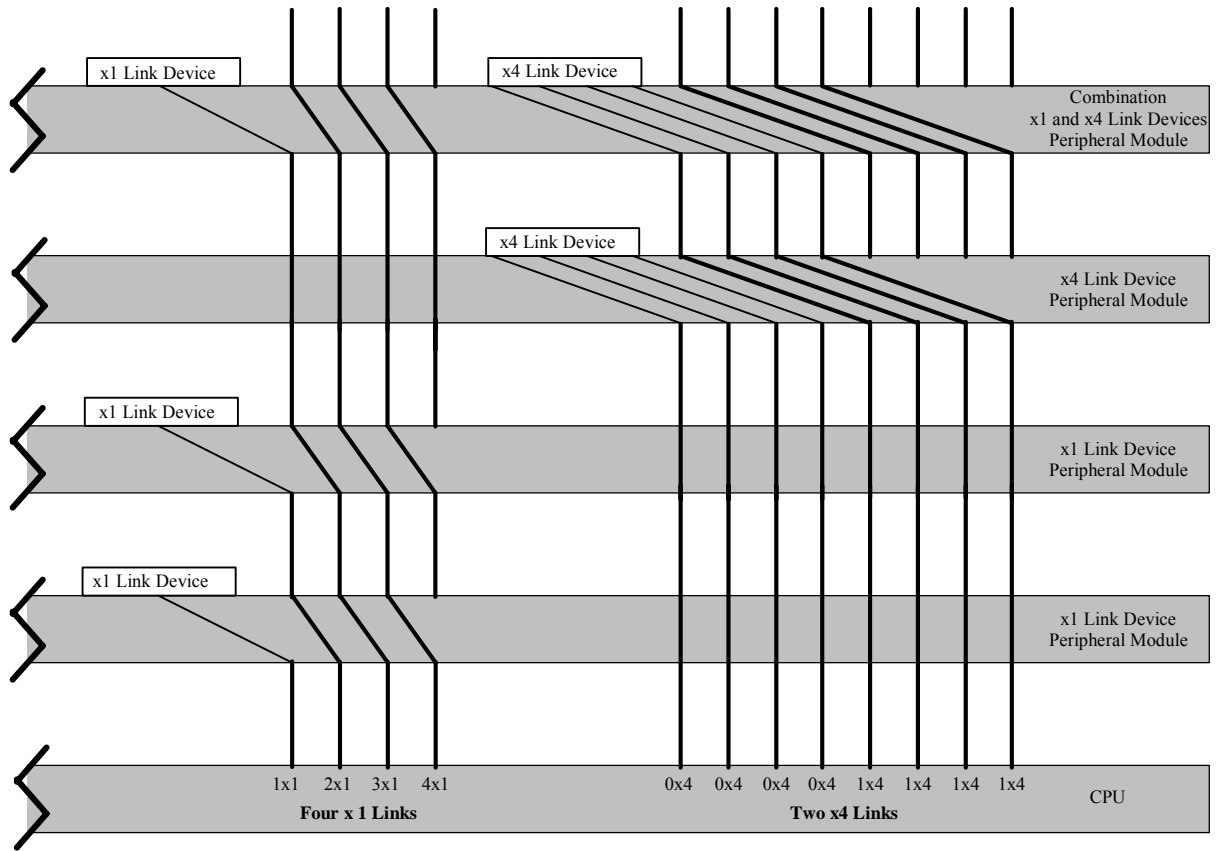 x1 Link Device
x4 Link Device
Combination
x1 and x4 Link Devices
Peripheral Module
x4 Link Device
x4 Link Device
Peripheral Module
x1 Link Device
x1 Link Device
Peripheral Module
x1 Link Device
x1 Link Device
Peripheral Module
1x1 2x1 3x1 4x1 0x4 0x4 0x4 0x4 1x4 1x4 1x4 1x4
CPU
Four x 1 Links Two x4 Links